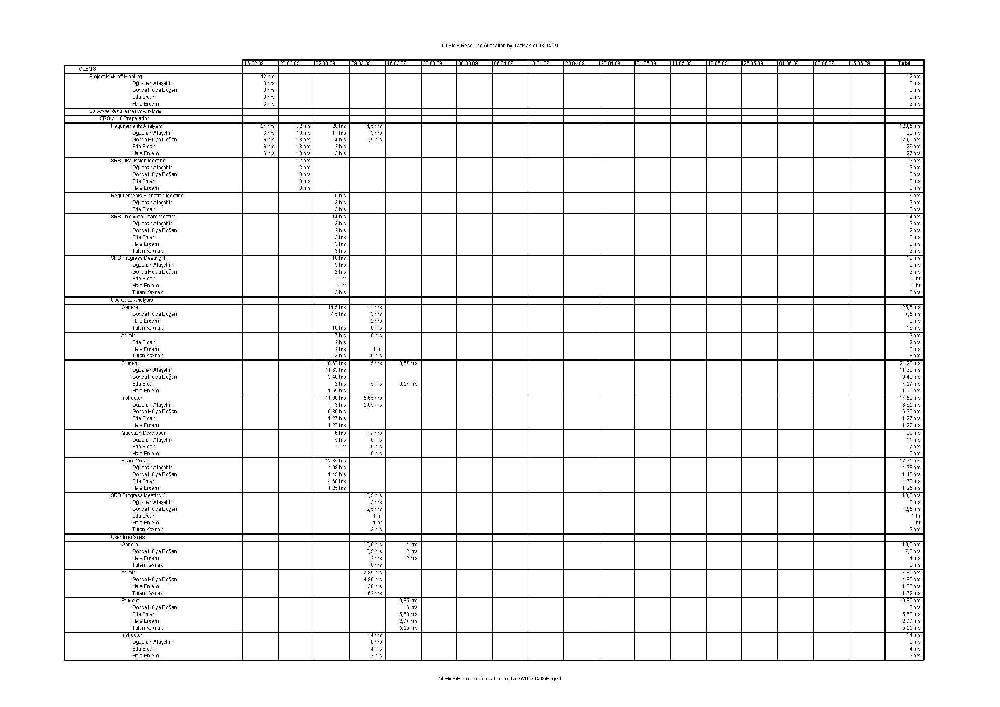 OLEMS Resource Allocation by Task as of 08.04.09
16.02.09 23.02.09 02.03.09 09.03.09 16.03.09 23.03.09 30.03.09 06.04.09 13.04.09 20.04.09 27.04.09 04.05.09 11.05.09 18.05.09 25.05.09 01.06.09 08.06.09 15.06.09 Total
OLEMS
Project Kick-off Meeting 12 hrs 12 hrs
Oğuzhan Alaşehir 3 hrs 3 hrs
Gonca Hülya Doğan 3 hrs 3 hrs
Eda Ercan 3 hrs 3 hrs
Hale Erdem 3 hrs 3 hrs
Software Requirements Analysis
SRS v.1.0 Preparation
Requirements Analysis 24 hrs 72 hrs 20 hrs 4,5 hrs 120,5 hrs
Oğuzhan Alaşehir 6 hrs 18 hrs 11 hrs 3 hrs 38 hrs
Gonca Hülya Doğan 6 hrs 18 hrs 4 hrs 1,5 hrs 29,5 hrs
Eda Ercan 6 hrs 18 hrs 2 hrs 26 hrs
Hale Erdem 6 hrs 18 hrs 3 hrs 27 hrs
SRS Discussion Meeting 12 hrs 12 hrs
Oğuzhan Alaşehir 3 hrs 3 hrs
Gonca Hülya Doğan 3 hrs 3 hrs
Eda Ercan 3 hrs 3 hrs
Hale Erdem 3 hrs 3 hrs
Requirements Elicitation Meeting 6 hrs 6 hrs
Oğuzhan Alaşehir 3 hrs 3 hrs
Eda Ercan 3 hrs 3 hrs
SRS Overview Team Meeting 14 hrs 14 hrs
Oğuzhan Alaşehir 3 hrs 3 hrs
Gonca Hülya Doğan 2 hrs 2 hrs
Eda Ercan 3 hrs 3 hrs
Hale Erdem 3 hrs 3 hrs
Tufan Kaynak 3 hrs 3 hrs
SRS Progress Meeting 1 10 hrs 10 hrs
Oğuzhan Alaşehir 3 hrs 3 hrs
Gonca Hülya Doğan 2 hrs 2 hrs
Eda Ercan 1 hr 1 hr
Hale Erdem 1 hr 1 hr
Tufan Kaynak 3 hrs 3 hrs
Use Case Analysis
General 14,5 hrs 11 hrs 25,5 hrs
Gonca Hülya Doğan 4,5 hrs 3 hrs 7,5 hrs
Hale Erdem 2 hrs 2 hrs
Tufan Kaynak 10 hrs 6 hrs 16 hrs
Admin 7 hrs 6 hrs 13 hrs
Eda Ercan 2 hrs 2 hrs
Hale Erdem 2 hrs 1 hr 3 hrs
Tufan Kaynak 3 hrs 5 hrs 8 hrs
Student 18,67 hrs 5 hrs 0,57 hrs 24,23 hrs
Oğuzhan Alaşehir 11,63 hrs 11,63 hrs
Gonca Hülya Doğan 3,48 hrs 3,48 hrs
Eda Ercan 2 hrs 5 hrs 0,57 hrs 7,57 hrs
Hale Erdem 1,55 hrs 1,55 hrs
Instructor 11,88 hrs 5,65 hrs 17,53 hrs
Oğuzhan Alaşehir 3 hrs 5,65 hrs 8,65 hrs
Gonca Hülya Doğan 6,35 hrs 6,35 hrs
Eda Ercan 1,27 hrs 1,27 hrs
Hale Erdem 1,27 hrs 1,27 hrs
Question Developer 6 hrs 17 hrs 23 hrs
Oğuzhan Alaşehir 5 hrs 6 hrs 11 hrs
Eda Ercan 1 hr 6 hrs 7 hrs
Hale Erdem 5 hrs 5 hrs
Exam Creator 12,35 hrs 12,35 hrs
Oğuzhan Alaşehir 4,98 hrs 4,98 hrs
Gonca Hülya Doğan 1,45 hrs 1,45 hrs
Eda Ercan 4,68 hrs 4,68 hrs
Hale Erdem 1,25 hrs 1,25 hrs
SRS Progress Meeting 2 10,5 hrs 10,5 hrs
Oğuzhan Alaşehir 3 hrs 3 hrs
Gonca Hülya Doğan 2,5 hrs 2,5 hrs
Eda Ercan 1 hr 1 hr
Hale Erdem 1 hr 1 hr
Tufan Kaynak 3 hrs 3 hrs
User Interfaces
General 15,5 hrs 4 hrs 19,5 hrs
Gonca Hülya Doğan 5,5 hrs 2 hrs 7,5 hrs
Hale Erdem 2 hrs 2 hrs 4 hrs
Tufan Kaynak 8 hrs 8 hrs
Admin 7,85 hrs 7,85 hrs
Gonca Hülya Doğan 4,85 hrs 4,85 hrs
Hale Erdem 1,38 hrs 1,38 hrs
Tufan Kaynak 1,62 hrs 1,62 hrs
Student 19,85 hrs 19,85 hrs
Gonca Hülya Doğan 6 hrs 6 hrs
Eda Ercan 5,53 hrs 5,53 hrs
Hale Erdem 2,77 hrs 2,77 hrs
Tufan Kaynak 5,55 hrs 5,55 hrs
Instructor 14 hrs 14 hrs
Oğuzhan Alaşehir 8 hrs 8 hrs
Eda Ercan 4 hrs 4 hrs
Hale Erdem 2 hrs 2 hrs
OLEMS/Resource Allocation by Task/20090408/Page 1